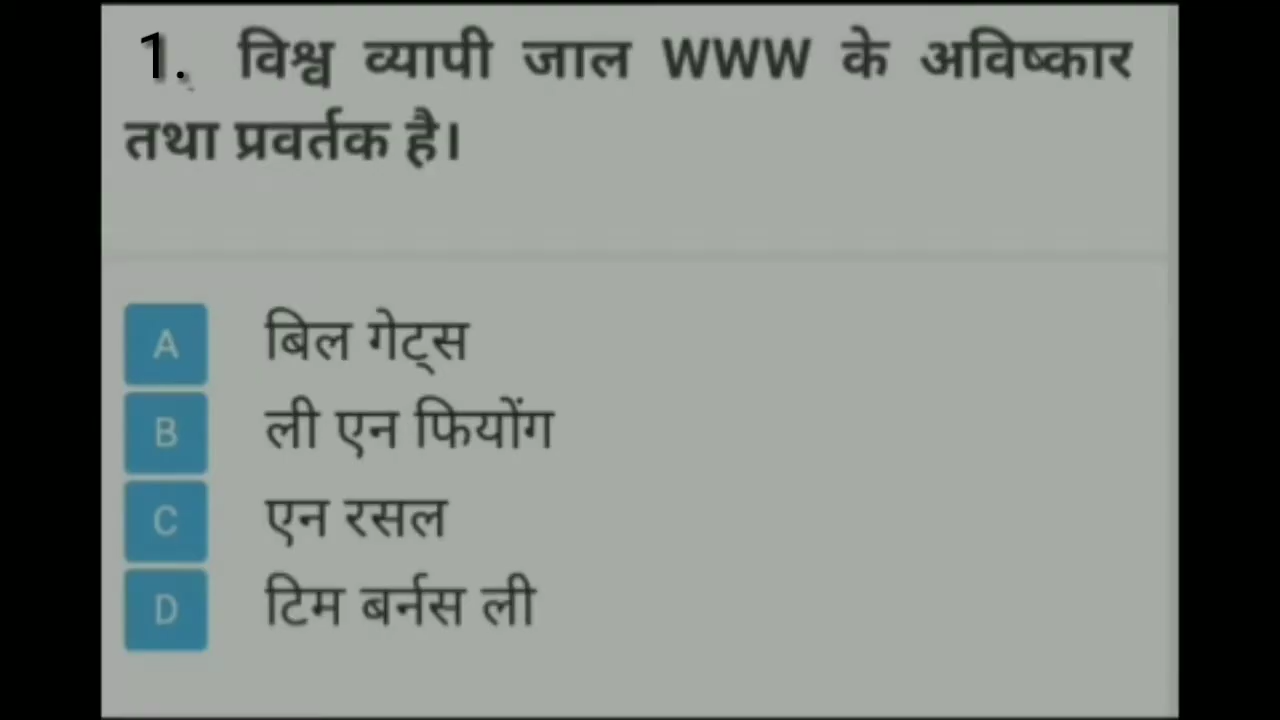 1. विश्व व्यापी जाल WWW के अविष्कार
तथा प्रवर्तक है।
A बिल गेट्स
B ली एन फियोंग
C एन रसल
D टिम बर्नस ली